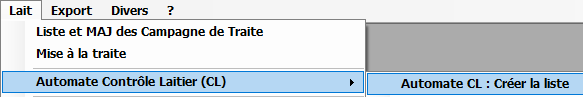 Lait Export Divers ?
Liste et MAJ des Campagne de Traite
Mise à la traite
Automate Contrôle Laitier (CL)
Automate CL : Créer la liste